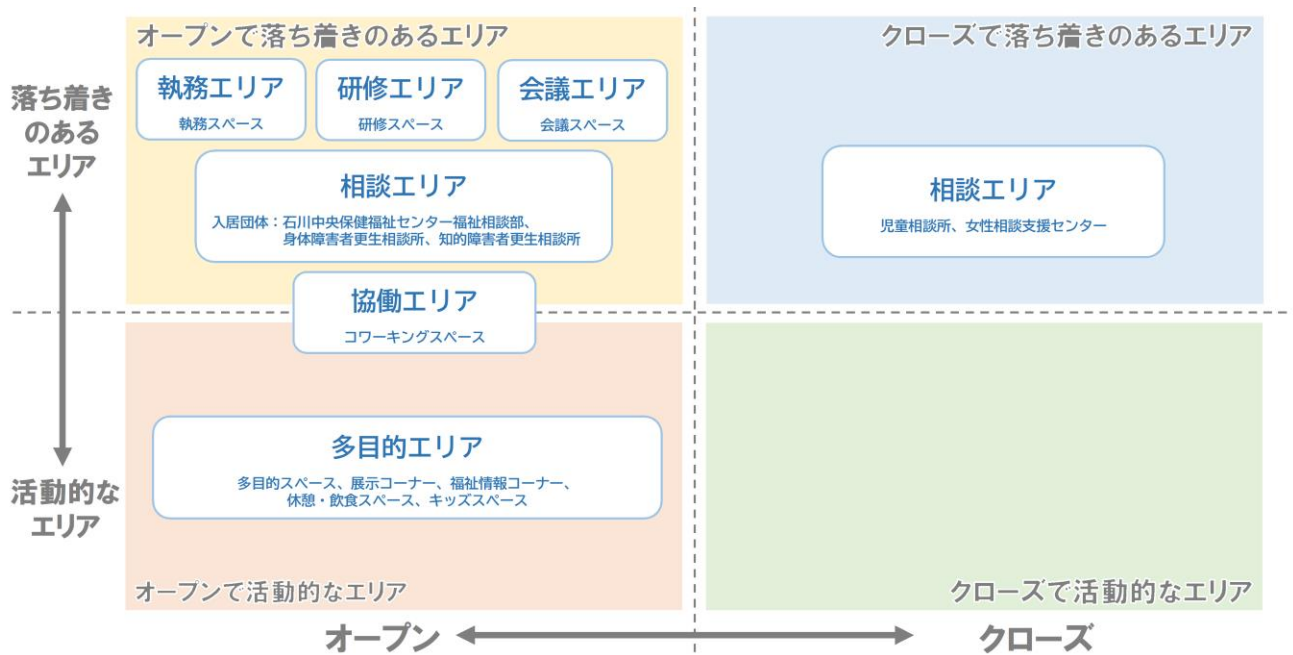 オープンで落ち着きのあるエリア
クローズで落ち着きのあるエリア
落ち着き
のある
エリア
執務エリア
執務スペース
研修エリア
研修スペース
会議エリア
会議スペース
相談エリア
入居団体：石川中央保健福祉センター福祉相談部、
身体障害者更生相談所、知的障害者更生相談所
相談エリア
児童相談所、女性相談支援センター
協働エリア
コワーキングスペース
多目的エリア
多目的スペース、展示コーナー、福祉情報コーナー、
休憩・飲食スペース、キッズスペース
活動的な
エリア
オープンで活動的なエリア
クローズで活動的なエリア
オープン
クローズ